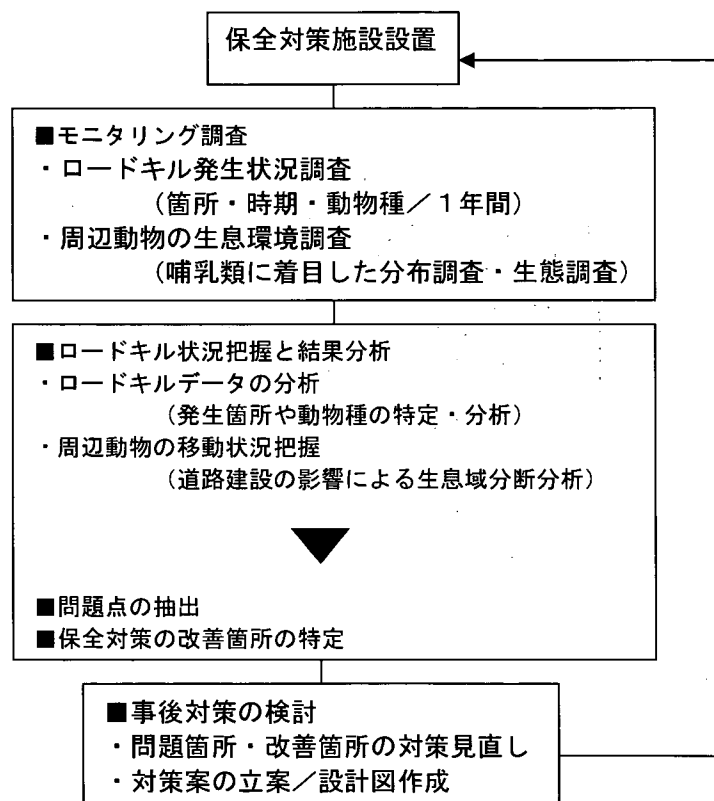 保全対策施設設置
■モニタリング調査
・ロードキル発生状況調査
（箇所・時期・動物種／１年間）
・周辺動物の生息環境調査
（哺乳類に着目した分布調査・生態調査）
■ロードキル状況把握と結果分析
・ロードキルデータの分析
（発生箇所や動物種の特定・分析）
・周辺動物の移動状況把握
（道路建設の影響による生息域分断分析）
■問題点の抽出
■保全対策の改善箇所の特定
■事後対策の検討
・問題箇所・改善箇所の対策見直し
・対策案の立案／設計図作成